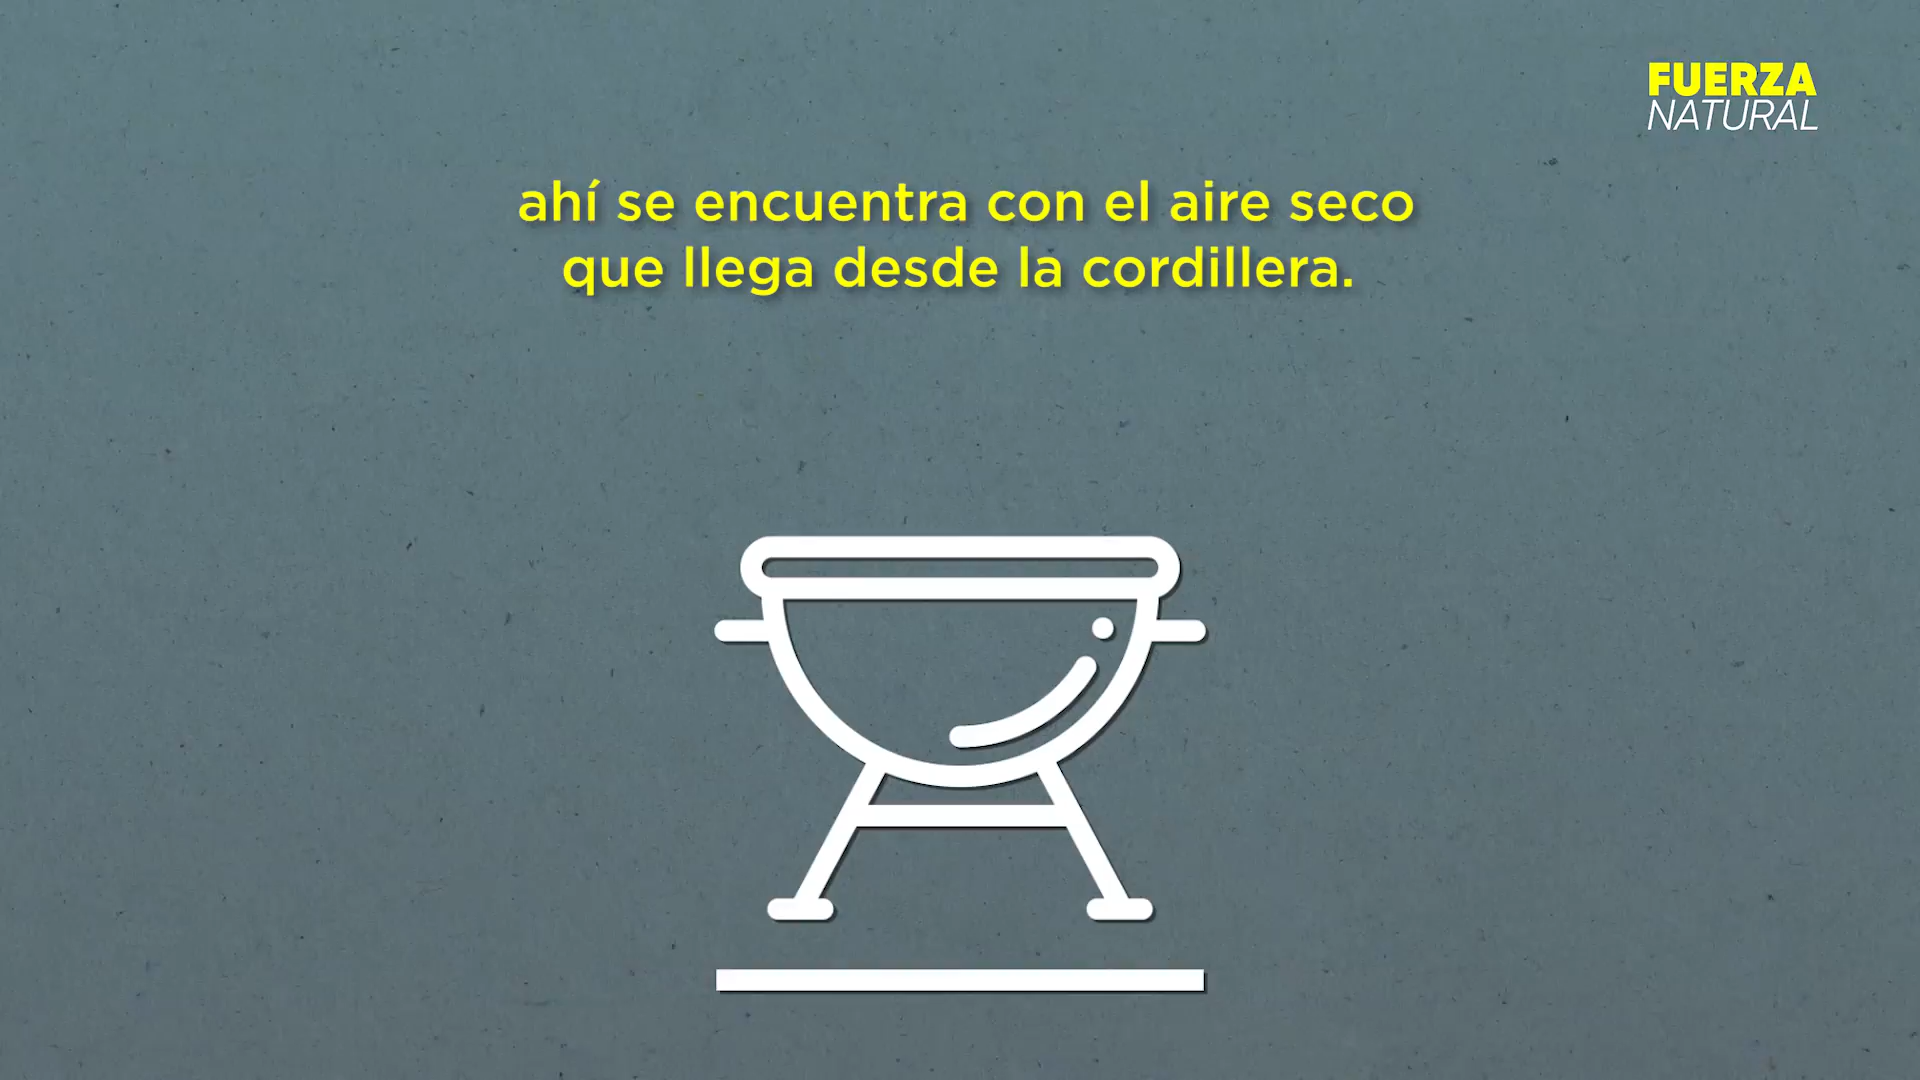 FUERZA
NATURAL
ahí se encuentra con el aire seco
que llega desde la cordillera.